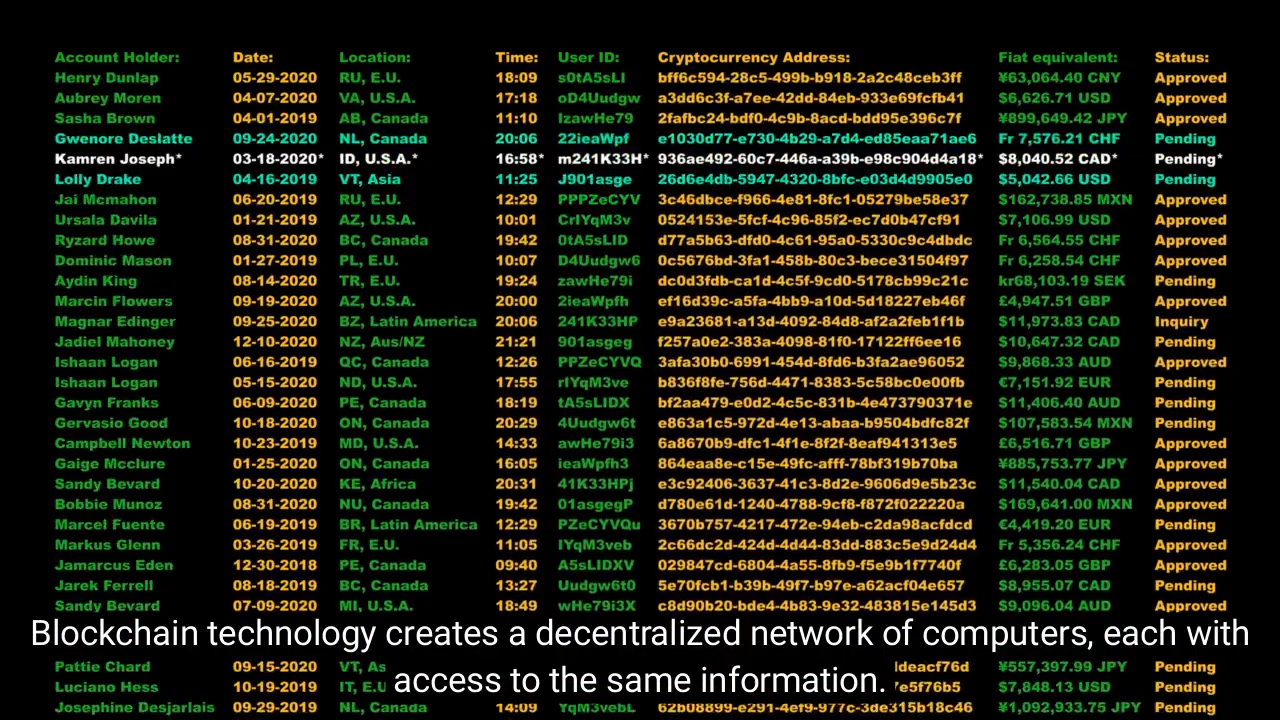 Account Holder: Date: Location: Time: User ID: Cryptocurrency Address: Fiat equivalent: Status:
Henry Dunlap 05-29-2020 RU, E.U. 18:09 s0tA5sLI bff6c594-28c5-499b-b918-2a2c48ceb3ff ¥63,064.40 CNY Approved
Aubrey Moren 04-07-2020 VA, U.S.A. 17:18 oD4Uudgw a3dd6c3f-a7ee-42dd-84eb-933e69fcfb41 $6,626.71 USD Approved
Sasha Brown 04-01-2019 AB, Canada 11:10 IzawHe79 2fafbc24-bdf0-4c9b-8acd-bdd95e396c7f ¥899,649.42 JPY Approved
Gwenore Deslatte 09-24-2020 NL, Canada 20:06 22ieaWpf e1030d77-e730-4b29-a7d4-ed85eaa71ae6 Fr 7,576.21 CHF Pending
Kamren Joseph* 03-18-2020* ID, U.S.A.* 16:58* m241K33H* 936ae492-60c7-446a-a39b-e98c904d4a18* $8,040.52 CAD* Pending*
Lolly Drake 04-16-2019 VT, Asia 11:25 J901asge 26d6e4db-5947-4320-8bfc-e03d4d9905e0 $5,042.66 USD Pending
Jai Mcmahon 06-20-2019 RU, E.U. 12:29 PPPZeCYV 3c46dbce-f966-4e81-8fc1-05279be58e37 $162,738.85 MXN Approved
Ursala Davila 01-21-2019 AZ, U.S.A. 10:01 CrIYqM3v 0524153e-5fcf-4c96-85f2-ec7d0b47cf91 $7,106.99 USD Approved
Ryzard Howe 08-31-2020 BC, Canada 19:42 0tA5sLID d77a5b63-dfd0-4c61-95a0-5330c9c4dbdc Fr 6,564.55 CHF Approved
Dominic Mason 01-27-2019 PL, E.U. 10:07 D4Uudgw6 0c5676bd-3fa1-458b-80c3-bece31504f97 Fr 6,258.54 CHF Approved
Aydin King 08-14-2020 TR, E.U. 19:24 zawHe79i dc0d3fdb-ca1d-4c5f-9cd0-5178cb99c21c kr68,103.19 SEK Pending
Marcin Flowers 09-19-2020 AZ, U.S.A. 20:00 2ieaWpfh ef16d39c-a5fa-4bb9-a10d-5d18227eb46f £4,947.51 GBP Approved
Magnar Edinger 09-25-2020 BZ, Latin America 20:06 241K33HP e9a23681-a13d-4092-84d8-af2a2feb1f1b $11,973.83 CAD Inquiry
Jadiel Mahoney 12-10-2020 NZ, Aus/NZ 21:21 901asgeg f257a0e2-383a-4098-81f0-17122ff6ee16 $10,647.32 CAD Pending
Ishaan Logan 06-16-2019 QC, Canada 12:26 PPZeCYVQ 3afa30b0-6991-454d-8fd6-b3fa2ae96052 $9,868.33 AUD Approved
Ishaan Logan 05-15-2020 ND, U.S.A. 17:55 rIYqM3ve b836f8fe-756d-4471-8383-5c58bc0e00fb €7,151.92 EUR Pending
Gavyn Franks 06-09-2020 PE, Canada 18:19 tA5sLIDX bf2aa479-e0d2-4c5c-831b-4e473790371e $11,406.40 AUD Pending
Gervasio Good 10-18-2020 ON, Canada 20:29 4Uudgw6t e863a1c5-972d-4e13-abaa-b9504bdfc82f $107,583.54 MXN Pending
Campbell Newton 10-23-2019 MD, U.S.A. 14:33 awHe79i3 6a8670b9-dfc1-4f1e-8f2f-8eaf941313e5 £6,516.71 GBP Approved
Gaige Mcclure 01-25-2020 ON, Canada 16:05 ieaWpfh3 864eaa8e-c15e-49fc-afff-78bf319b70ba ¥885,753.77 JPY Approved
Sandy Bevard 10-20-2020 KE, Africa 20:31 41K33HPj e3c92406-3637-41c3-8d2e-9606d9e5b23c $11,540.04 CAD Approved
Bobbie Munoz 08-31-2020 NU, Canada 19:42 01asgegP d780e61d-1240-4788-9cf8-f872f022220a $169,641.00 MXN Approved
Marcel Fuente 06-19-2019 BR, Latin America 12:29 PZeCYVQu 3670b757-4217-472e-94eb-c2da98acfdcd €4,419.20 EUR Pending
Markus Glenn 03-26-2019 FR, E.U. 11:05 IYqM3veb 2c66dc2d-424d-4d44-83dd-883c5e9d24d4 Fr 5,356.24 CHF Approved
Jamarcus Eden 12-30-2018 PE, Canada 09:40 A5sLIDXV 029847cd-6804-4a55-8fb9-f5e9b1f7740f £6,283.05 GBP Approved
Jarek Ferrell 08-18-2019 BC, Canada 13:27 Uudgw6t0 5e70fcb1-b39b-49f7-b97e-a62acf04e657 $8,955.07 CAD Pending
Sandy Bevard 07-09-2020 MI, U.S.A. 18:49 wHe79i3X c8d90b20-bde4-4b83-9e32-483815e145d3 $9,096.04 AUD Approved
Blockchain technology creates a decentralized network of computers, each with
Pattie Chard 09-15-2020 VT, ¥557,397.99 JPY Pending
access to the same information.
Luciano Hess 10-19-2019 IT, $7,848.13 USD Pending
Josephine Desjarlais 09-29-2019 NL, Canada 14:09 YqM3vebL 62b08899-e291-4ef9-977c-3de315b18c46 ¥1,092,933.75 JPY Pending